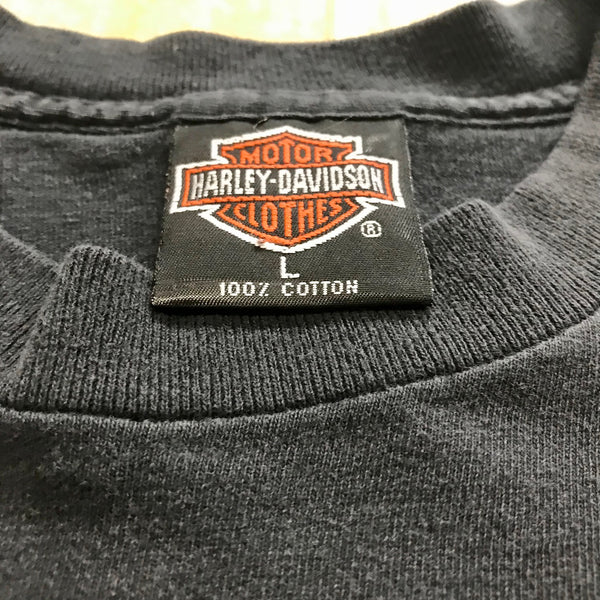 MOTOR
HARLEY-DAVIDSON
CLOTHES
®
L
100% COTTON